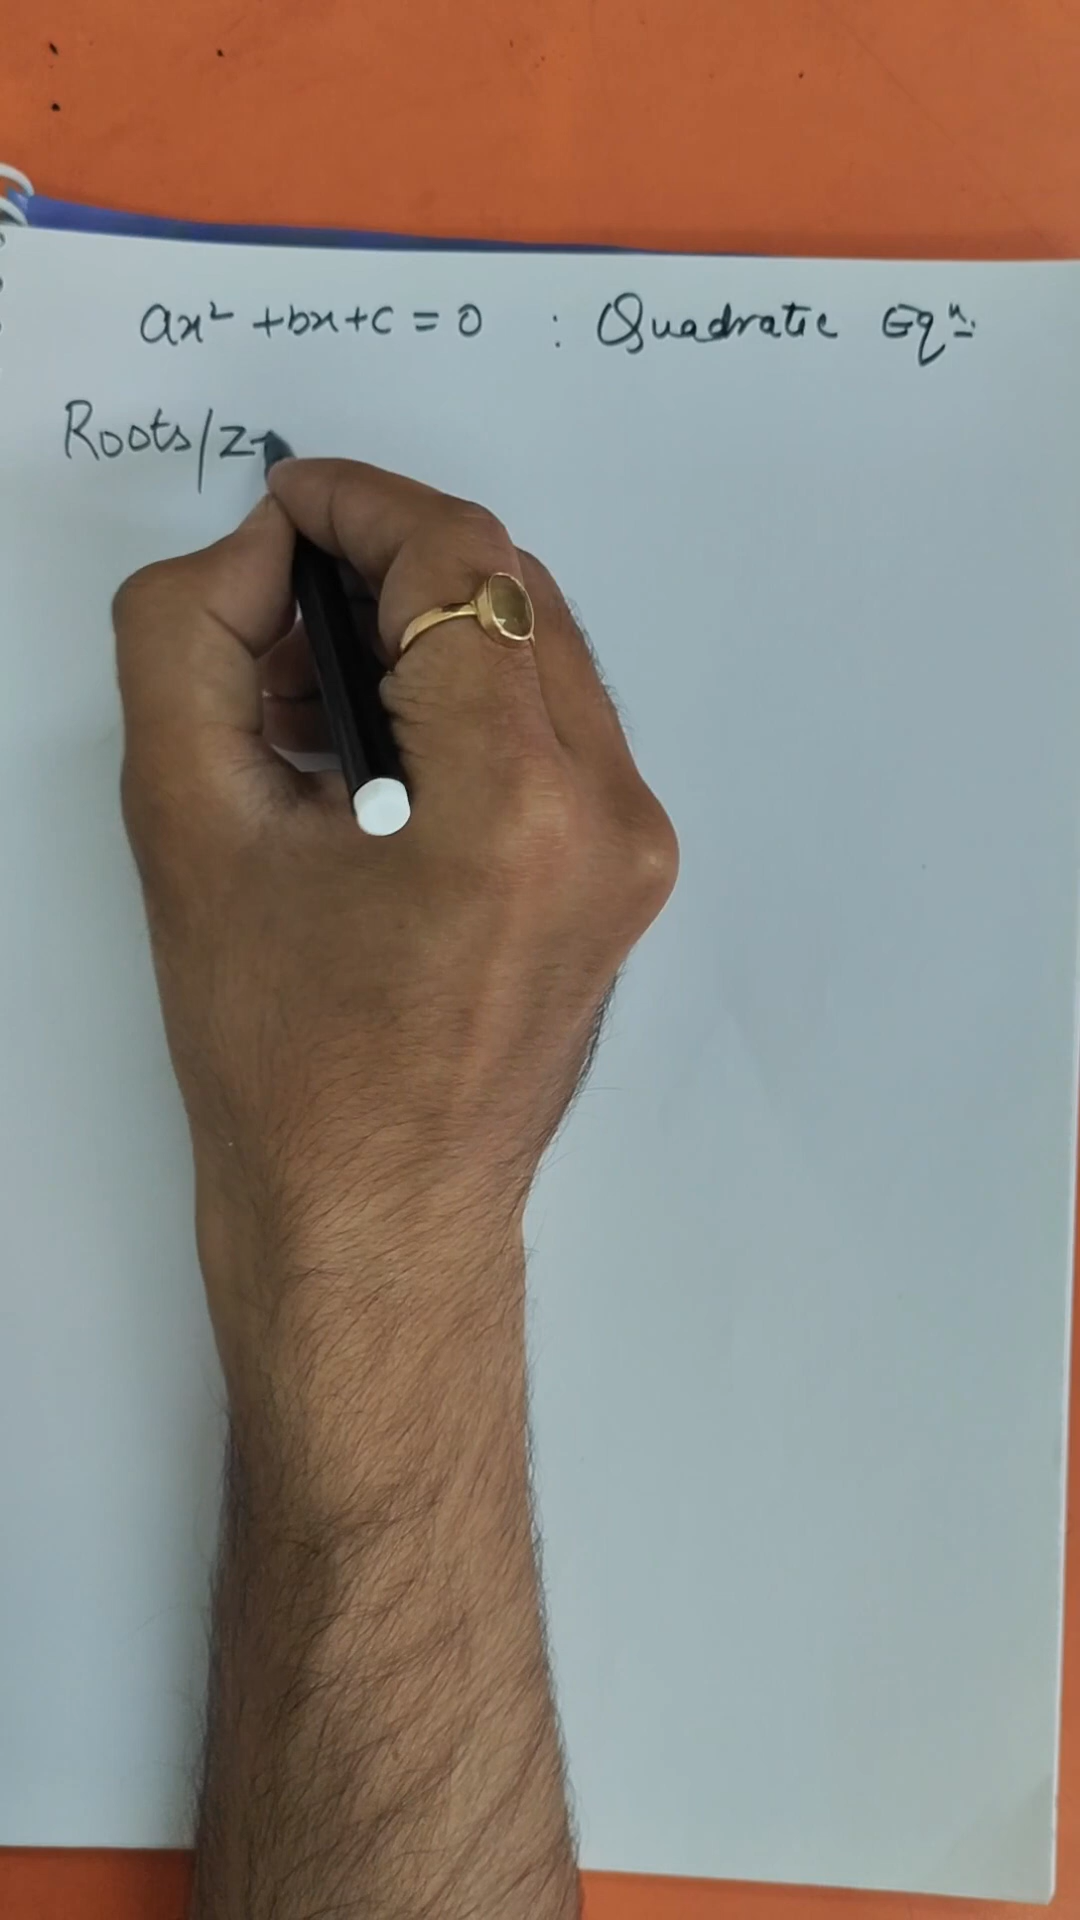 ax² + bx + c = 0 : Quadratic Eqⁿ.
Roots/Z